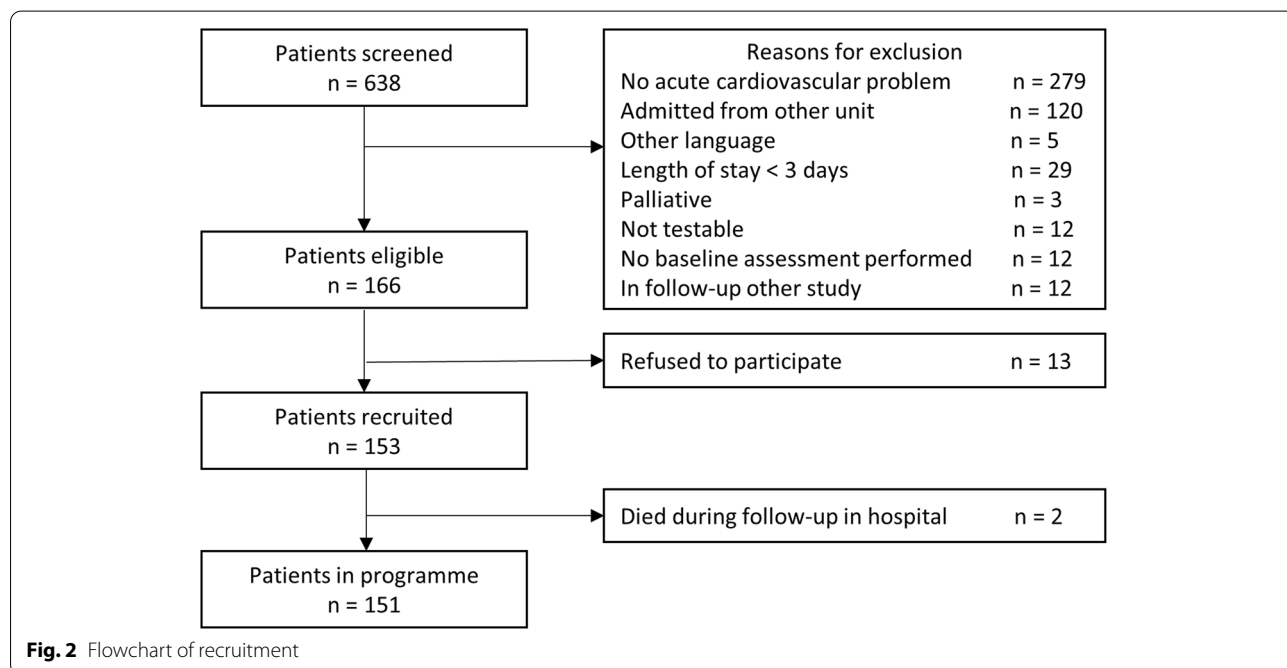 Patients screened
n = 638
Reasons for exclusion
No acute cardiovascular problem n = 279
Admitted from other unit n = 120
Other language n = 5
Length of stay < 3 days n = 29
Palliative n = 3
Not testable n = 12
No baseline assessment performed n = 12
In follow-up other study n = 12
Patients eligible
n = 166
Refused to participate n = 13
Patients recruited
n = 153
Died during follow-up in hospital n = 2
Patients in programme
n = 151
Fig. 2 Flowchart of recruitment